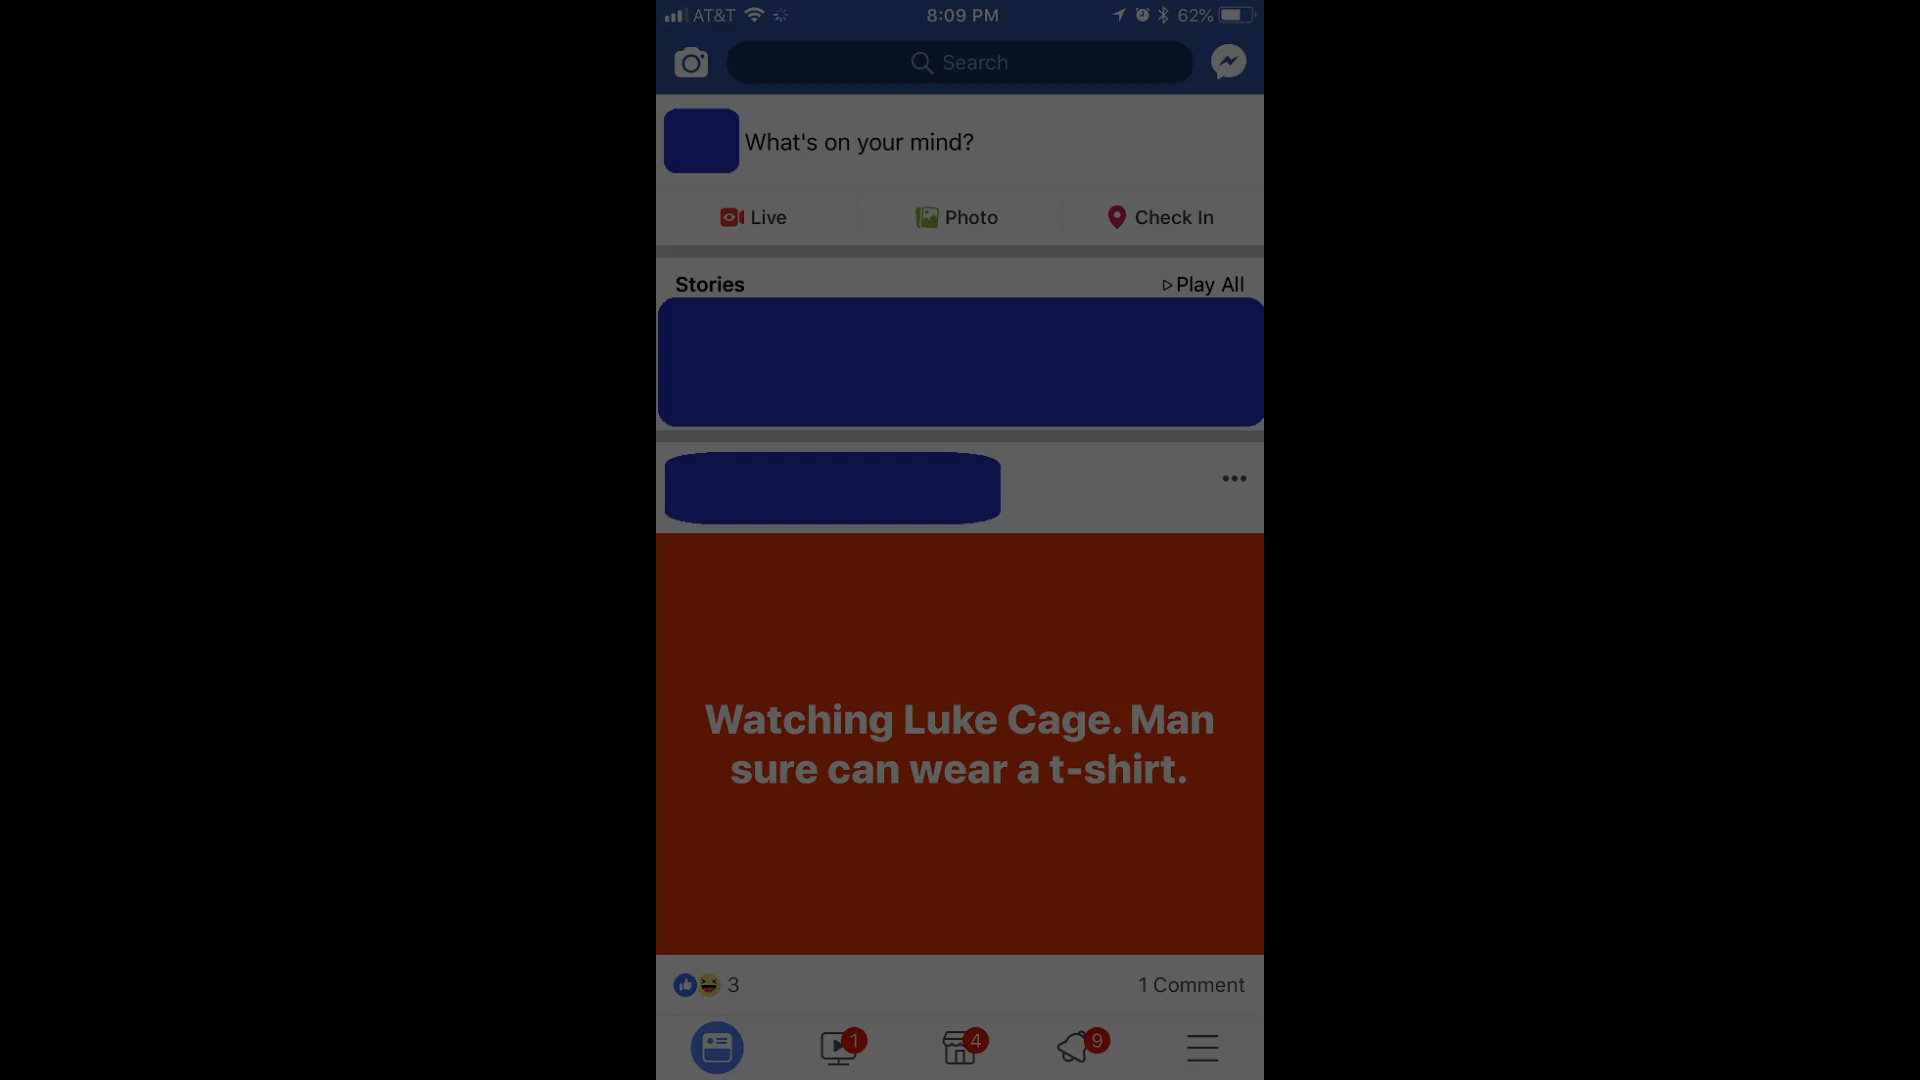 AT&T 8:09 PM 62%
Search
What's on your mind?
Live Photo Check In
Stories Play All
Watching Luke Cage. Man
sure can wear a t-shirt.
3 1 Comment
1 4 9